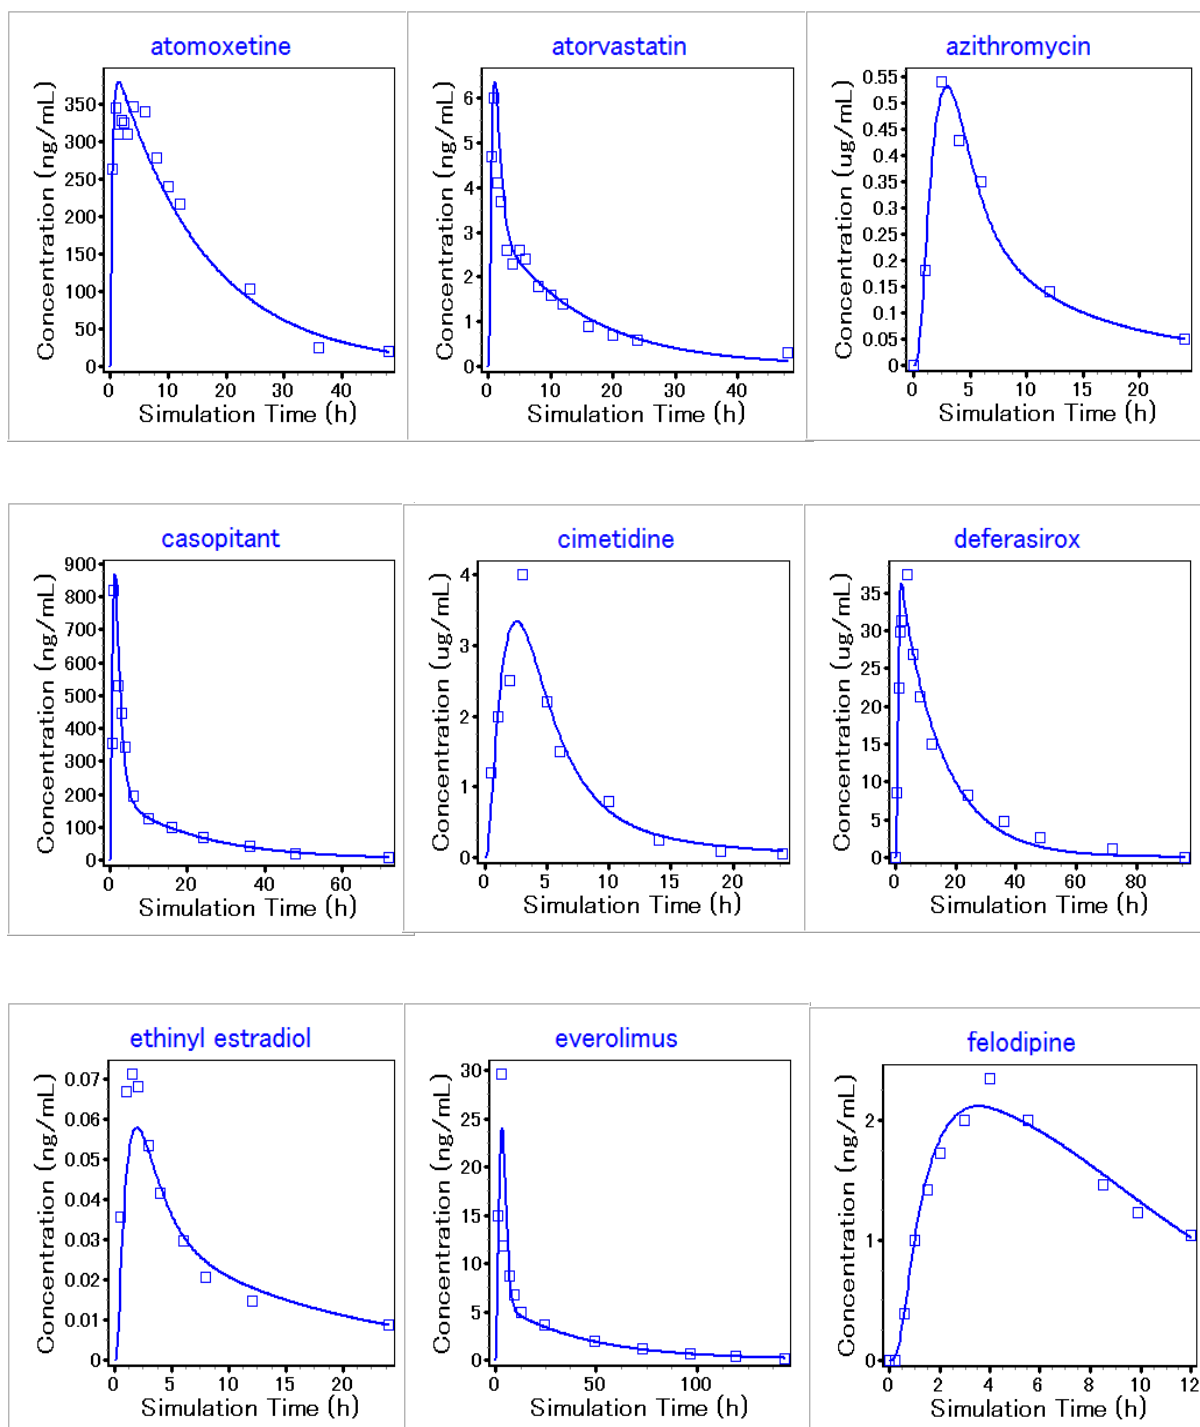 atomoxetine
Concentration (ng/mL)
350
300
250
200
150
100
50
0
0 10 20 30 40
Simulation Time (h)
atorvastatin
Concentration (ng/mL)
6
5
4
3
2
1
0
0 10 20 30 40
Simulation Time (h)
azithromycin
Concentration (ug/mL)
0.55
0.5
0.45
0.4
0.35
0.3
0.25
0.2
0.15
0.1
0.05
0
0 5 10 15 20
Simulation Time (h)
casopitant
Concentration (ng/mL)
900
800
700
600
500
400
300
200
100
0
0 20 40 60
Simulation Time (h)
cimetidine
Concentration (ug/mL)
4
3
2
1
0
0 5 10 15 20
Simulation Time (h)
deferasirox
Concentration (ug/mL)
35
30
25
20
15
10
5
0
0 20 40 60 80
Simulation Time (h)
ethinyl estradiol
Concentration (ng/mL)
0.07
0.06
0.05
0.04
0.03
0.02
0.01
0
0 5 10 15 20
Simulation Time (h)
everolimus
Concentration (ng/mL)
30
25
20
15
10
5
0
0 50 100
Simulation Time (h)
felodipine
Concentration (ng/mL)
2
1
0
0 2 4 6 8 10 12
Simulation Time (h)